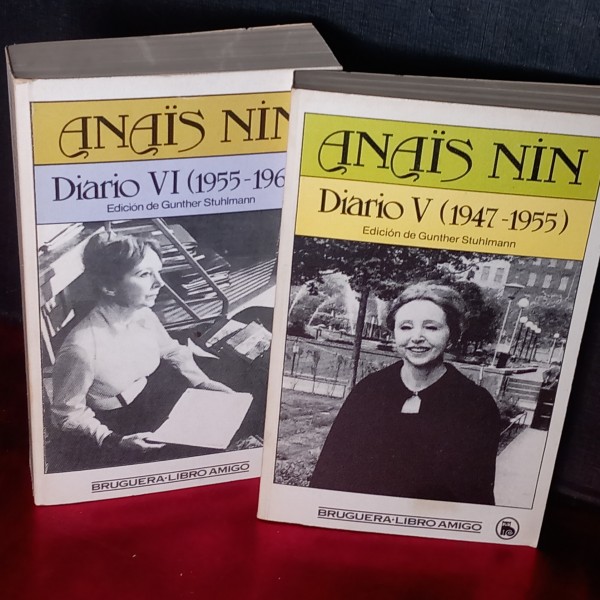 ANAÏS NIN
Diario VI (1955-196
Edición de Gunther Stuhlmann
BRUGUERA·LIBRO AMIGO
ANAÏS NIN
Diario V (1947-1955)
Edición de Gunther Stuhlmann
BRUGUERA·LIBRO AMIGO